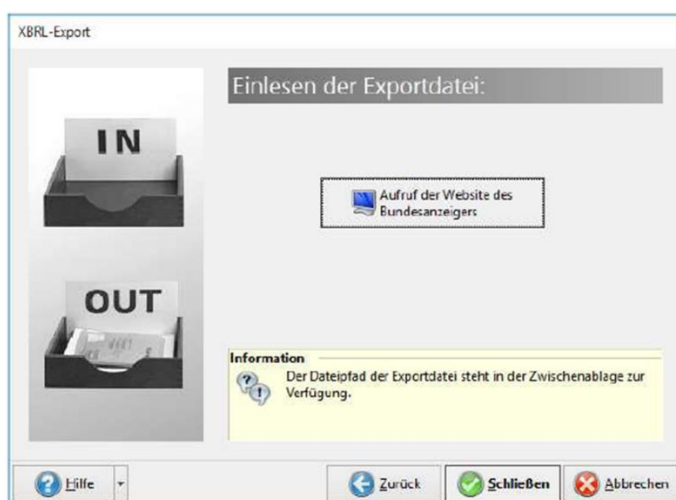 XBRL-Export
Einlesen der Exportdatei:
IN
OUT
Aufruf der Website des
Bundesanzeigers
Information
Der Dateipfad der Exportdatei steht in der Zwischenablage zur
Verfügung.
Hilfe
Zurück
Schließen
Abbrechen